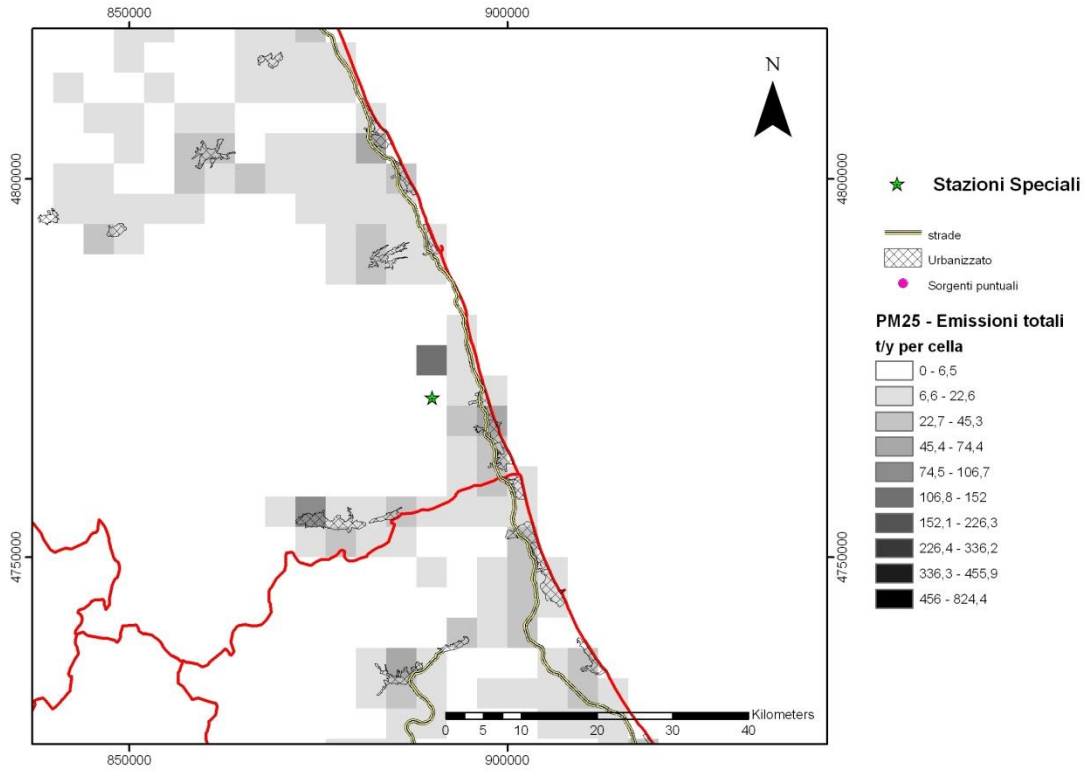 850000
900000
4800000
4800000
4750000
4750000
N
Stazioni Speciali
strade
Urbanizzato
Sorgenti puntuali
PM25 - Emissioni totali
t/y per cella
0 - 6,5
6,6 - 22,6
22,7 - 45,3
45,4 - 74,4
74,5 - 106,7
106,8 - 152
152,1 - 226,3
226,4 - 336,2
336,3 - 455,9
456 - 824,4
Kilometers
0 5 10 20 30 40
850000
900000